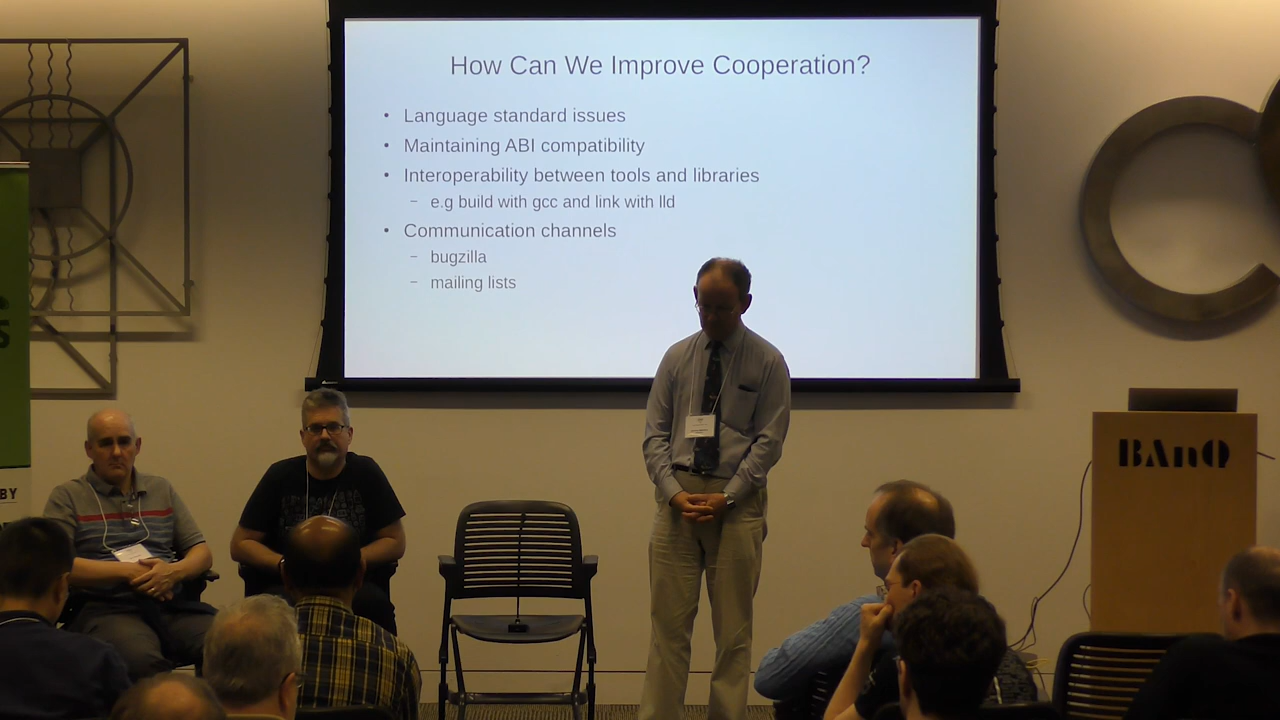 How Can We Improve Cooperation?
• Language standard issues
• Maintaining ABI compatibility
• Interoperability between tools and libraries
– e.g build with gcc and link with lld
• Communication channels
– bugzilla
– mailing lists
BAnQ
S
BY